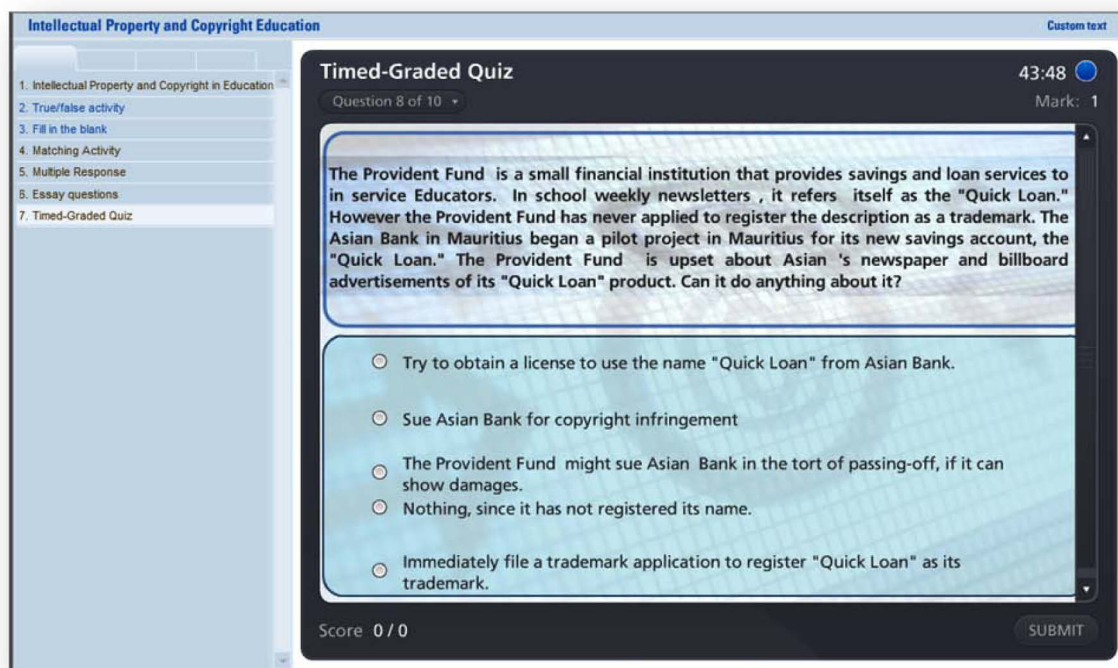 Intellectual Property and Copyright Education
Custom text
1. Intellectual Property and Copyright in Education
2. True/false activity
3. Fill in the blank
4. Matching Activity
5. Multiple Response
6. Essay questions
7. Timed-Graded Quiz
Timed-Graded Quiz
43:48
Question 8 of 10
Mark: 1
The Provident Fund is a small financial institution that provides savings and loan services to
in service Educators. In school weekly newsletters , it refers itself as the "Quick Loan."
However the Provident Fund has never applied to register the description as a trademark. The
Asian Bank in Mauritius began a pilot project in Mauritius for its new savings account, the
"Quick Loan." The Provident Fund is upset about Asian 's newspaper and billboard
advertisements of its "Quick Loan" product. Can it do anything about it?
Try to obtain a license to use the name "Quick Loan" from Asian Bank.
Sue Asian Bank for copyright infringement
The Provident Fund might sue Asian Bank in the tort of passing-off, if it can
show damages.
Nothing, since it has not registered its name.
Immediately file a trademark application to register "Quick Loan" as its
trademark.
Score 0 / 0
SUBMIT